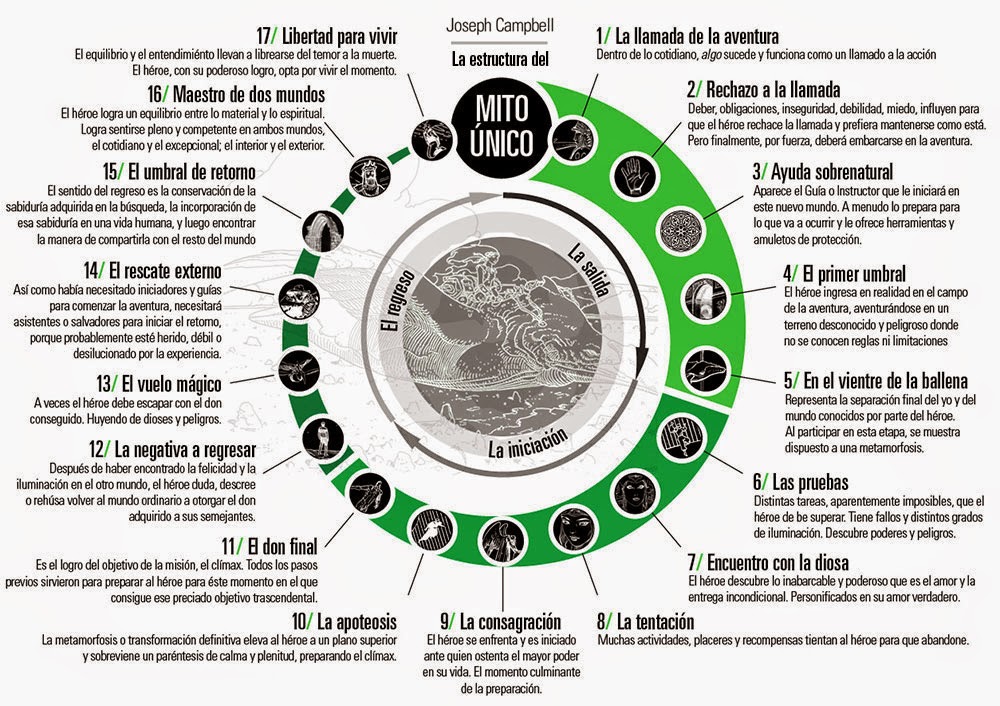 Joseph Campbell
La estructura del
MITO
ÚNICO
1/ La llamada de la aventura
Dentro de lo cotidiano, algo sucede y funciona como un llamado a la acción
2/ Rechazo a la llamada
Deber, obligaciones, inseguridad, debilidad, miedo, influyen para
que el héroe rechace la llamada y prefiera mantenerse como está.
Pero finalmente, por fuerza, deberá embarcarse en la aventura.
3/ Ayuda sobrenatural
Aparece el Guía o Instructor que le iniciará en
este nuevo mundo. A menudo lo prepara para
lo que va a ocurrir y le ofrece herramientas y
amuletos de protección.
4/ El primer umbral
El héroe ingresa en realidad en el campo
de la aventura, aventurándose en un
terreno desconocido y peligroso donde
no se conocen reglas ni limitaciones
5/ En el vientre de la ballena
Representa la separación final del yo y del
mundo conocidos por parte del héroe.
Al participar en esta etapa, se muestra
dispuesto a una metamorfosis.
6/ Las pruebas
Distintas tareas, aparentemente imposibles, que el
héroe de be superar. Tiene fallos y distintos grados
de iluminación. Descubre poderes y peligros.
7/ Encuentro con la diosa
El héroe descubre lo inabarcable y poderoso que es el amor y la
entrega incondicional. Personificados en su amor verdadero.
8/ La tentación
Muchas actividades, placeres y recompensas tientan al héroe para que abandone.
9/ La consagración
El héroe se enfrenta y es iniciado
ante quien ostenta el mayor poder
en su vida. El momento culminante
de la preparación.
10/ La apoteosis
La metamorfosis o transformación definitiva eleva al héroe a un plano superior
y sobreviene un paréntesis de calma y plenitud, preparando el clímax.
11/ El don final
Es el logro del objetivo de la misión, el clímax. Todos los pasos
previos sirvieron para preparar al héroe para éste momento en el que
consigue ese preciado objetivo trascendental.
12/ La negativa a regresar
Después de haber encontrado la felicidad y la
iluminación en el otro mundo, el héroe duda, descree
o rehúsa volver al mundo ordinario a otorgar el don
adquirido a sus semejantes.
13/ El vuelo mágico
A veces el héroe debe escapar con el don
conseguido. Huyendo de dioses y peligros.
14/ El rescate externo
Así como había necesitado iniciadores y guías
para comenzar la aventura, necesitará
asistentes o salvadores para iniciar el retorno,
porque probablemente esté herido, débil o
desilucionado por la experiencia.
15/ El umbral de retorno
El sentido del regreso es la conservación de la
sabiduría adquirida en la búsqueda, la incorporación de
esa sabiduría en una vida humana, y luego encontrar
la manera de compartirla con el resto del mundo
16/ Maestro de dos mundos
El héroe logra un equilibrio entre lo material y lo espiritual.
Logra sentirse pleno y competente en ambos mundos,
el cotidiano y el excepcional; el interior y el exterior.
17/ Libertad para vivir
El equilibrio y el entendimiénto llevan a librearse del temor a la muerte.
El héroe, con su poderoso logro, opta por vivir el momento.
La salida
La iniciación
El regreso